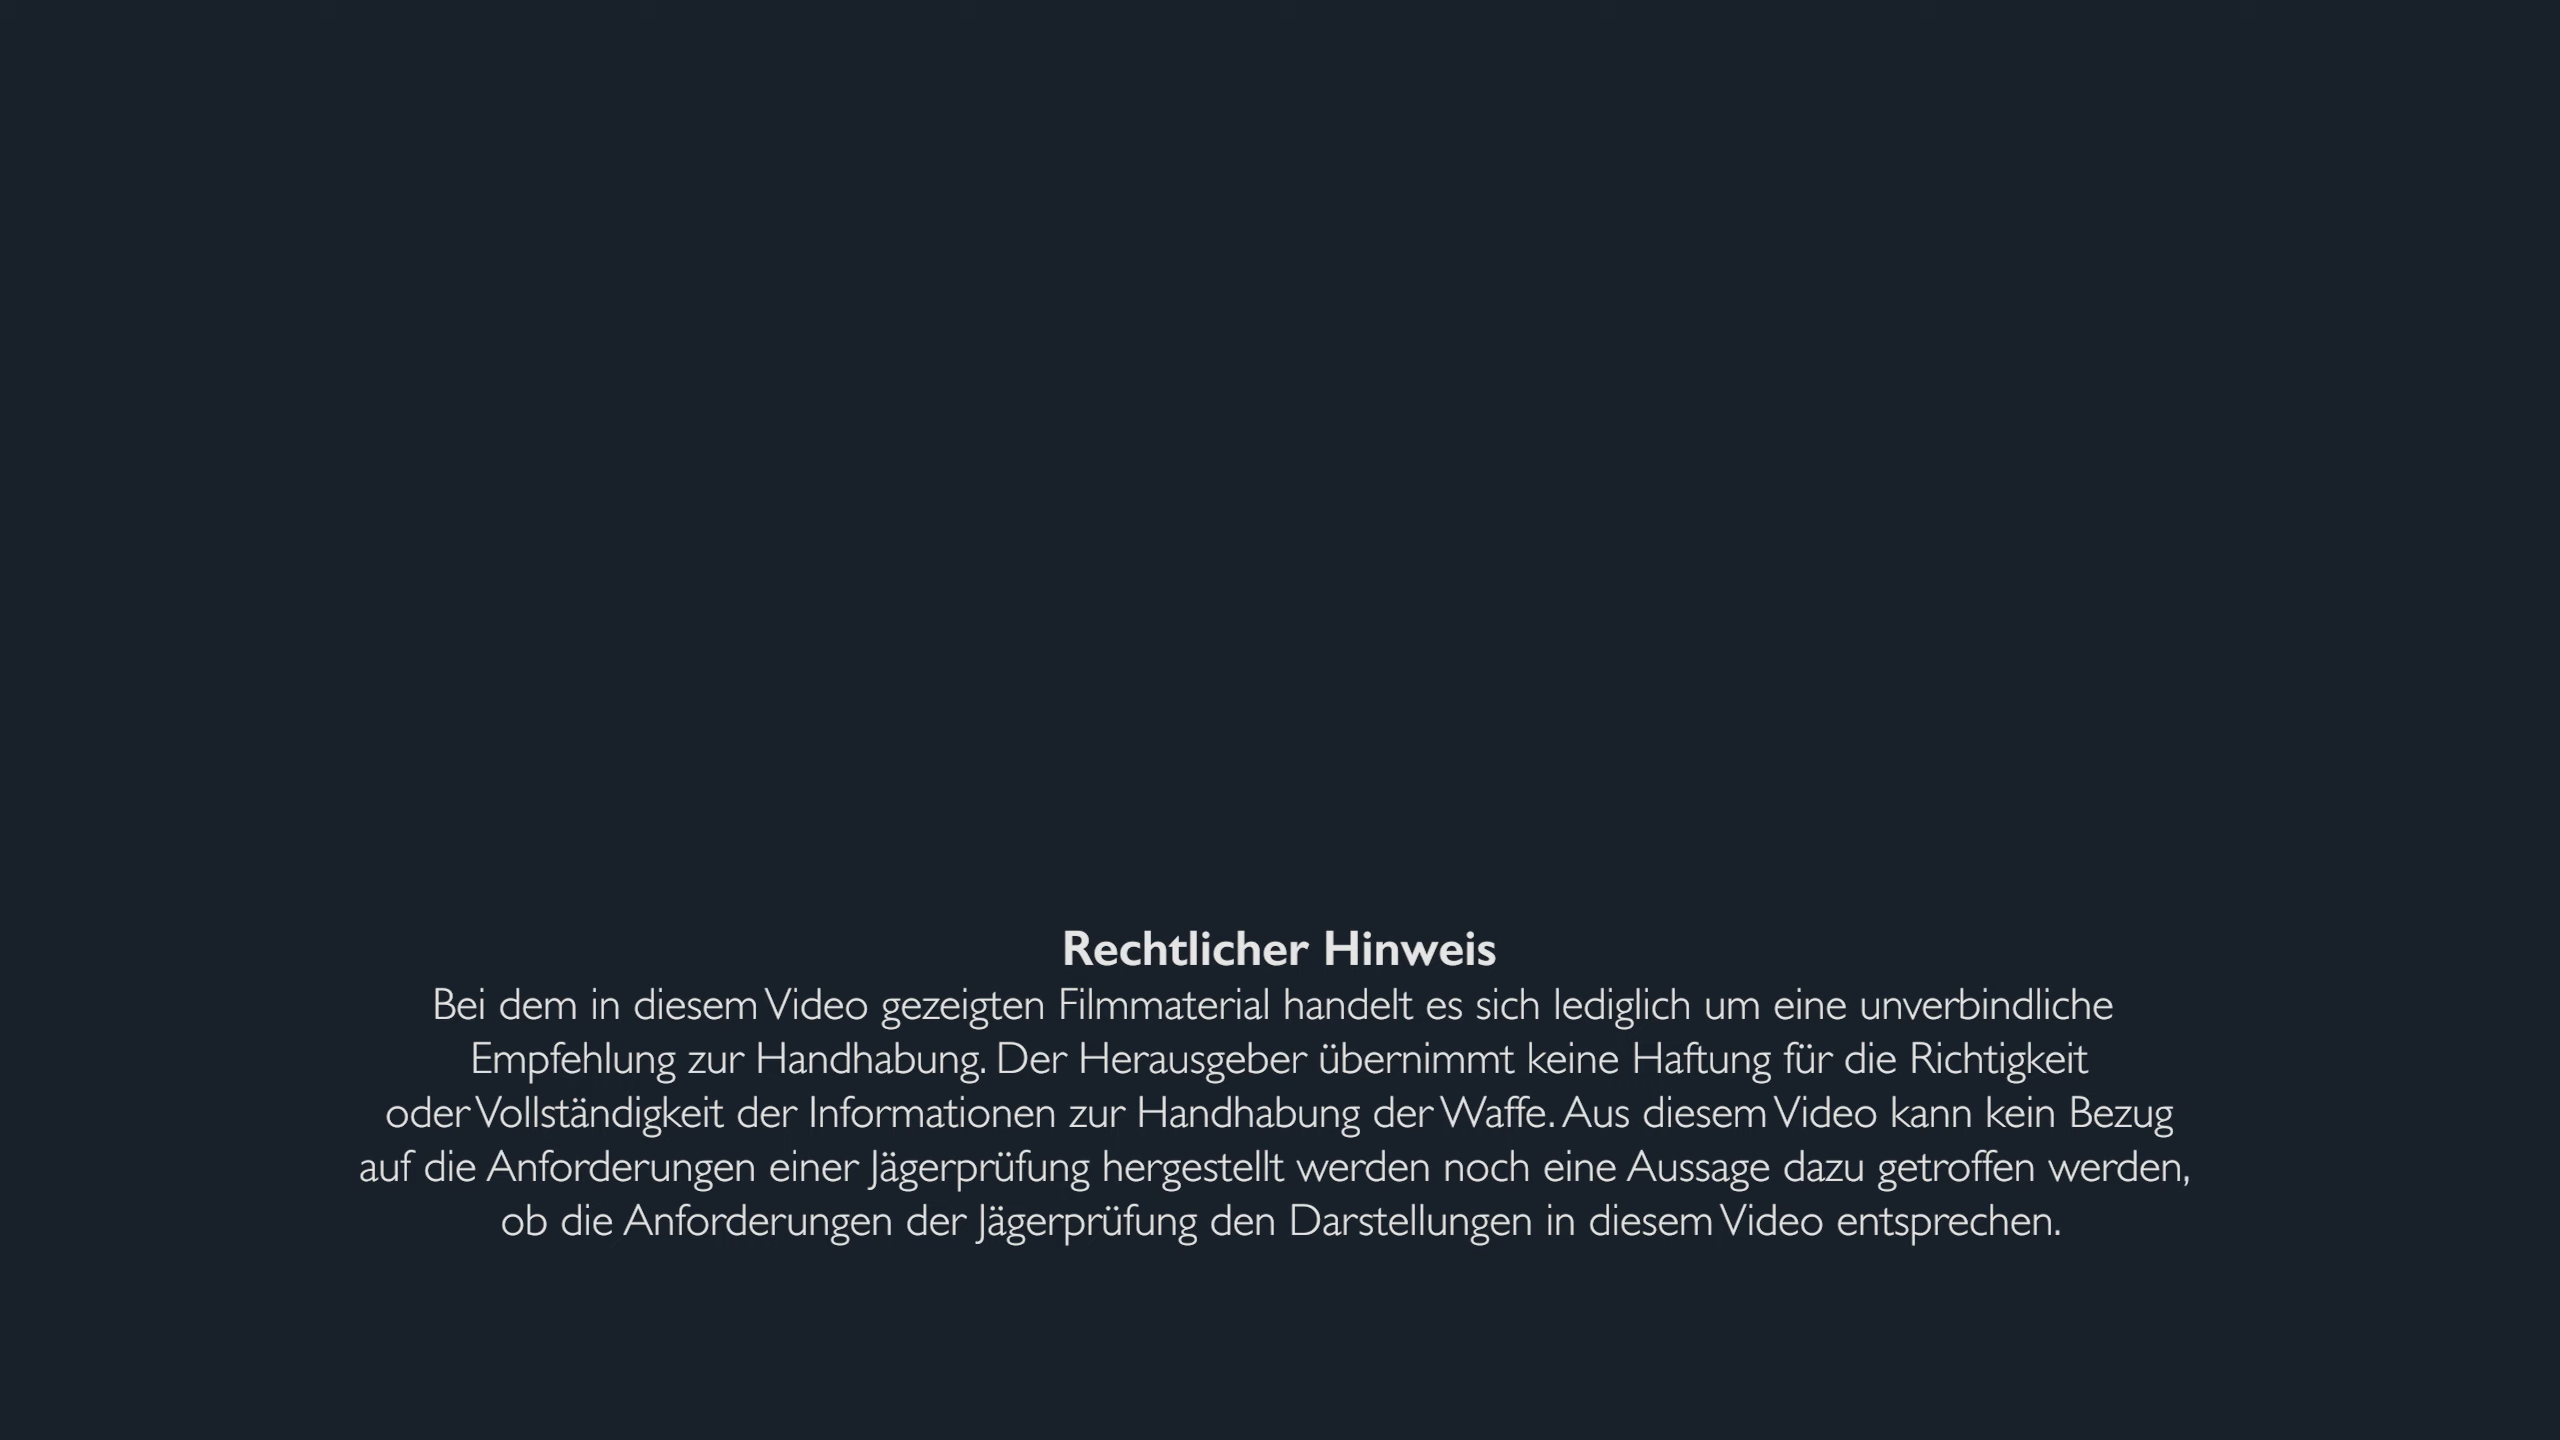 Rechtlicher Hinweis
Bei dem in diesem Video gezeigten Filmmaterial handelt es sich lediglich um eine unverbindliche
Empfehlung zur Handhabung. Der Herausgeber übernimmt keine Haftung für die Richtigkeit
oder Vollständigkeit der Informationen zur Handhabung der Waffe. Aus diesem Video kann kein Bezug
auf die Anforderungen einer Jägerprüfung hergestellt werden noch eine Aussage dazu getroffen werden,
ob die Anforderungen der Jägerprüfung den Darstellungen in diesem Video entsprechen.